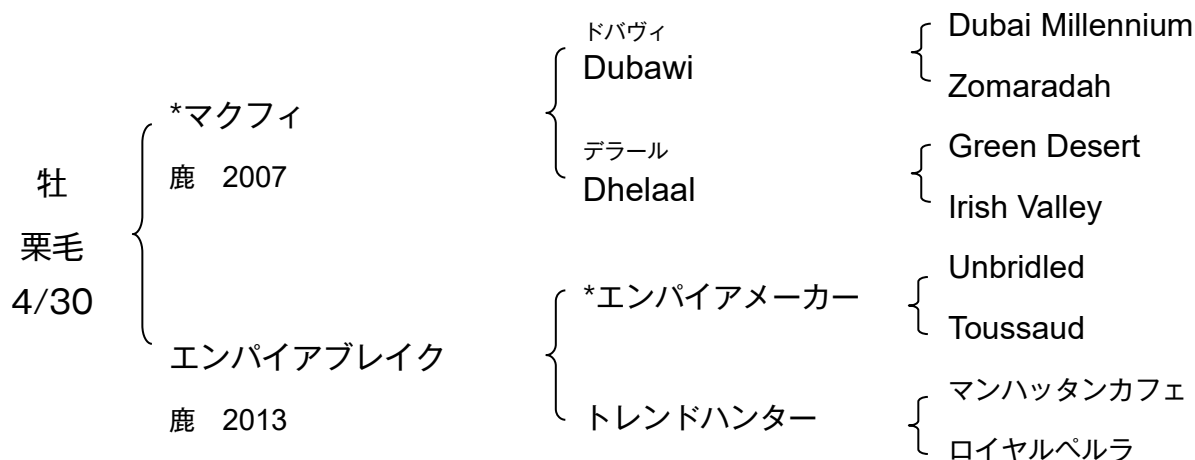 牡
栗毛
4/30
*マクフィ
鹿 2007
エンパイアブレイク
鹿 2013
ドバヴィ
Dubawi
デラール
Dhelaal
*エンパイアメーカー
トレンドハンター
Dubai Millennium
Zomaradah
Green Desert
Irish Valley
Unbridled
Toussaud
マンハッタンカフェ
ロイヤルペルラ